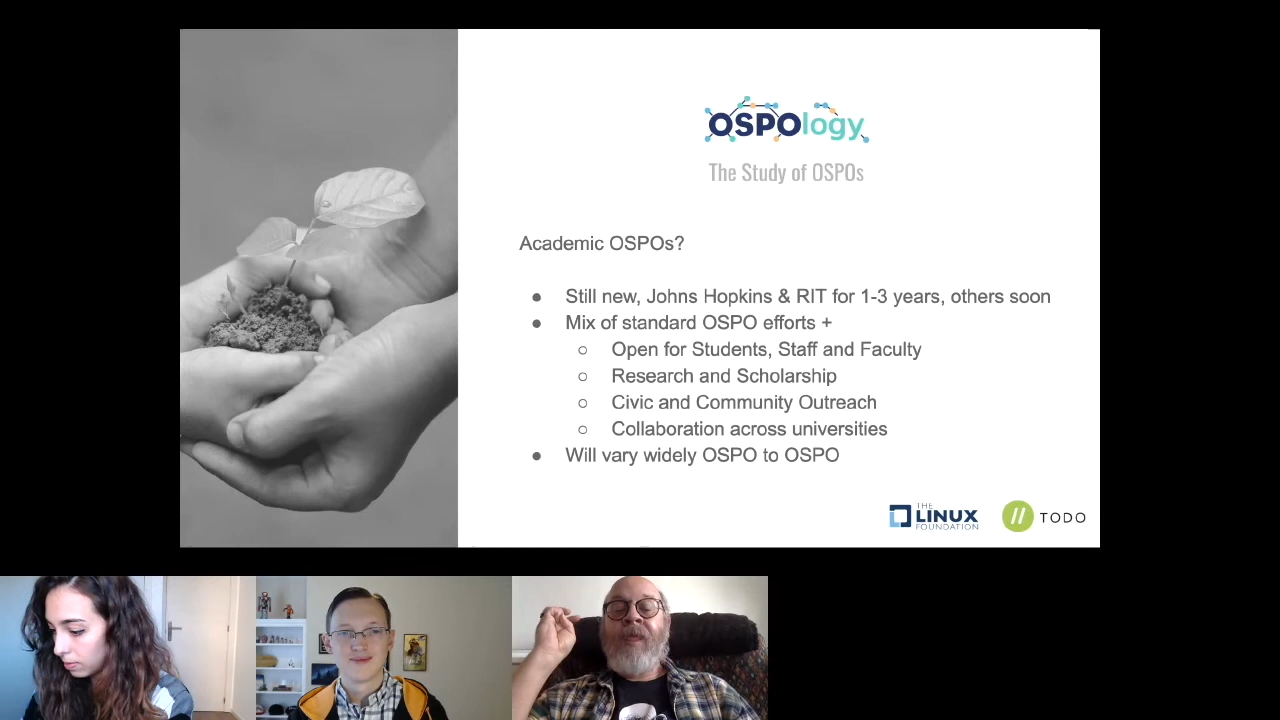 OSPOlogy
The Study of OSPOs
Academic OSPOs?
● Still new, Johns Hopkins & RIT for 1-3 years, others soon
● Mix of standard OSPO efforts +
○ Open for Students, Staff and Faculty
○ Research and Scholarship
○ Civic and Community Outreach
○ Collaboration across universities
● Will vary widely OSPO to OSPO
THE
LINUX
FOUNDATION
TODO